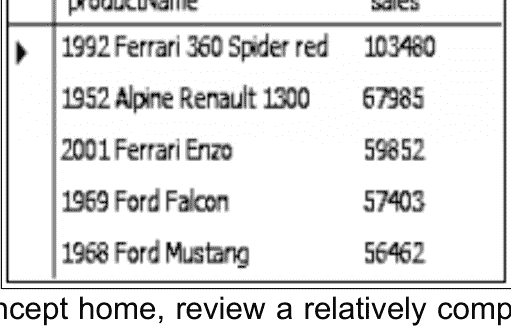 productName sales
1992 Ferrari 360 Spider red 103480
1952 Alpine Renault 1300 67985
2001 Ferrari Enzo 59852
1969 Ford Falcon 57403
1968 Ford Mustang 56462
ncept home, review a relatively comp